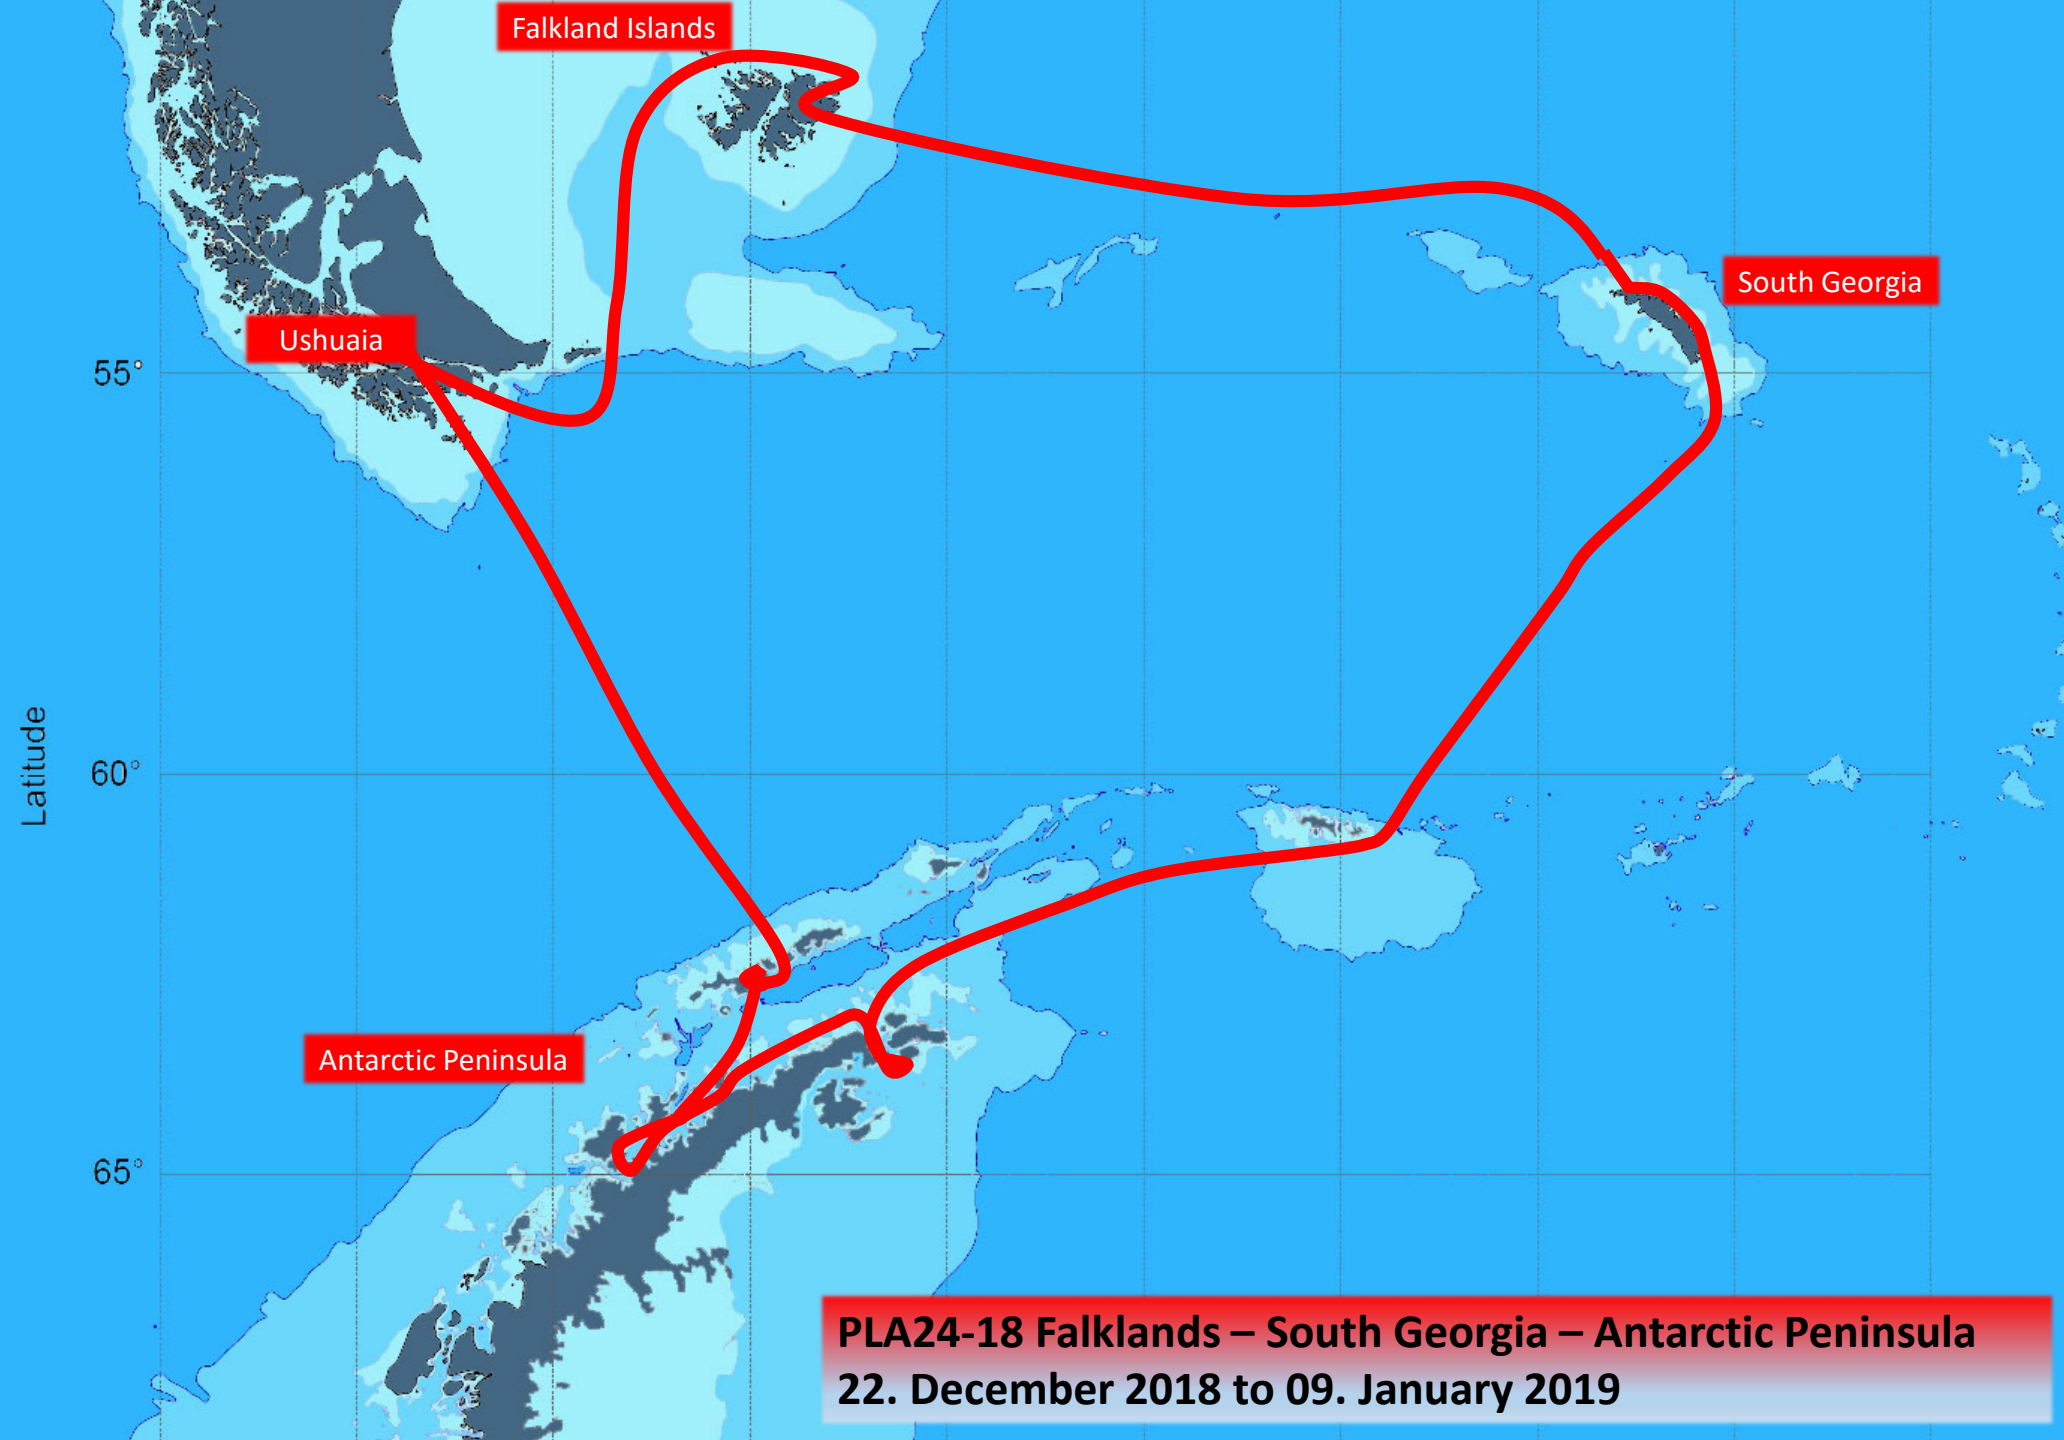 Falkland Islands
South Georgia
Ushuaia
55°
Latitude
60°
Antarctic Peninsula
65°
PLA24-18 Falklands – South Georgia – Antarctic Peninsula
22. December 2018 to 09. January 2019